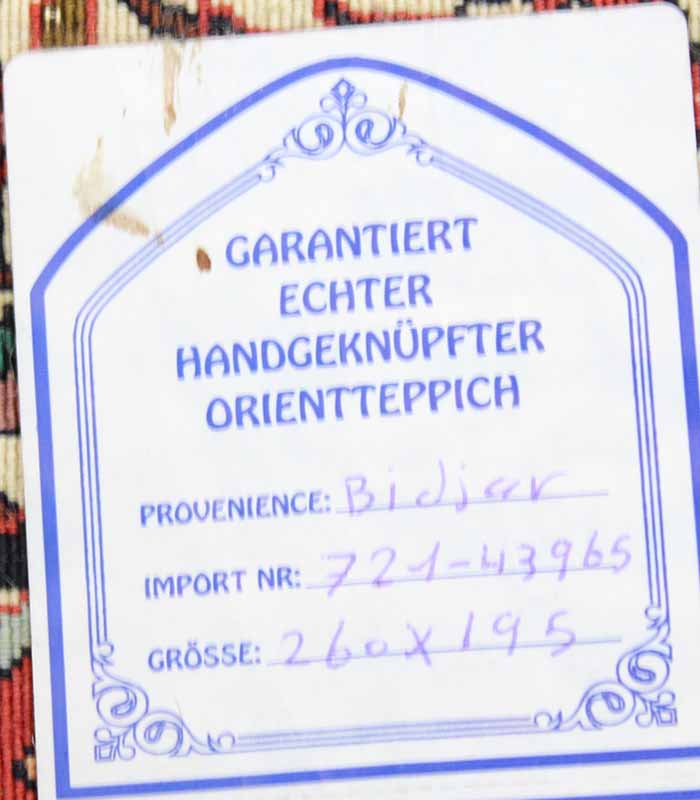 GARANTIERT
ECHTER
HANDGEKNÜPFTER
ORIENTTEPPICH
PROVENIENCE: Bidjar
IMPORT NR: 721-43965
GRÖSSE: 260X195